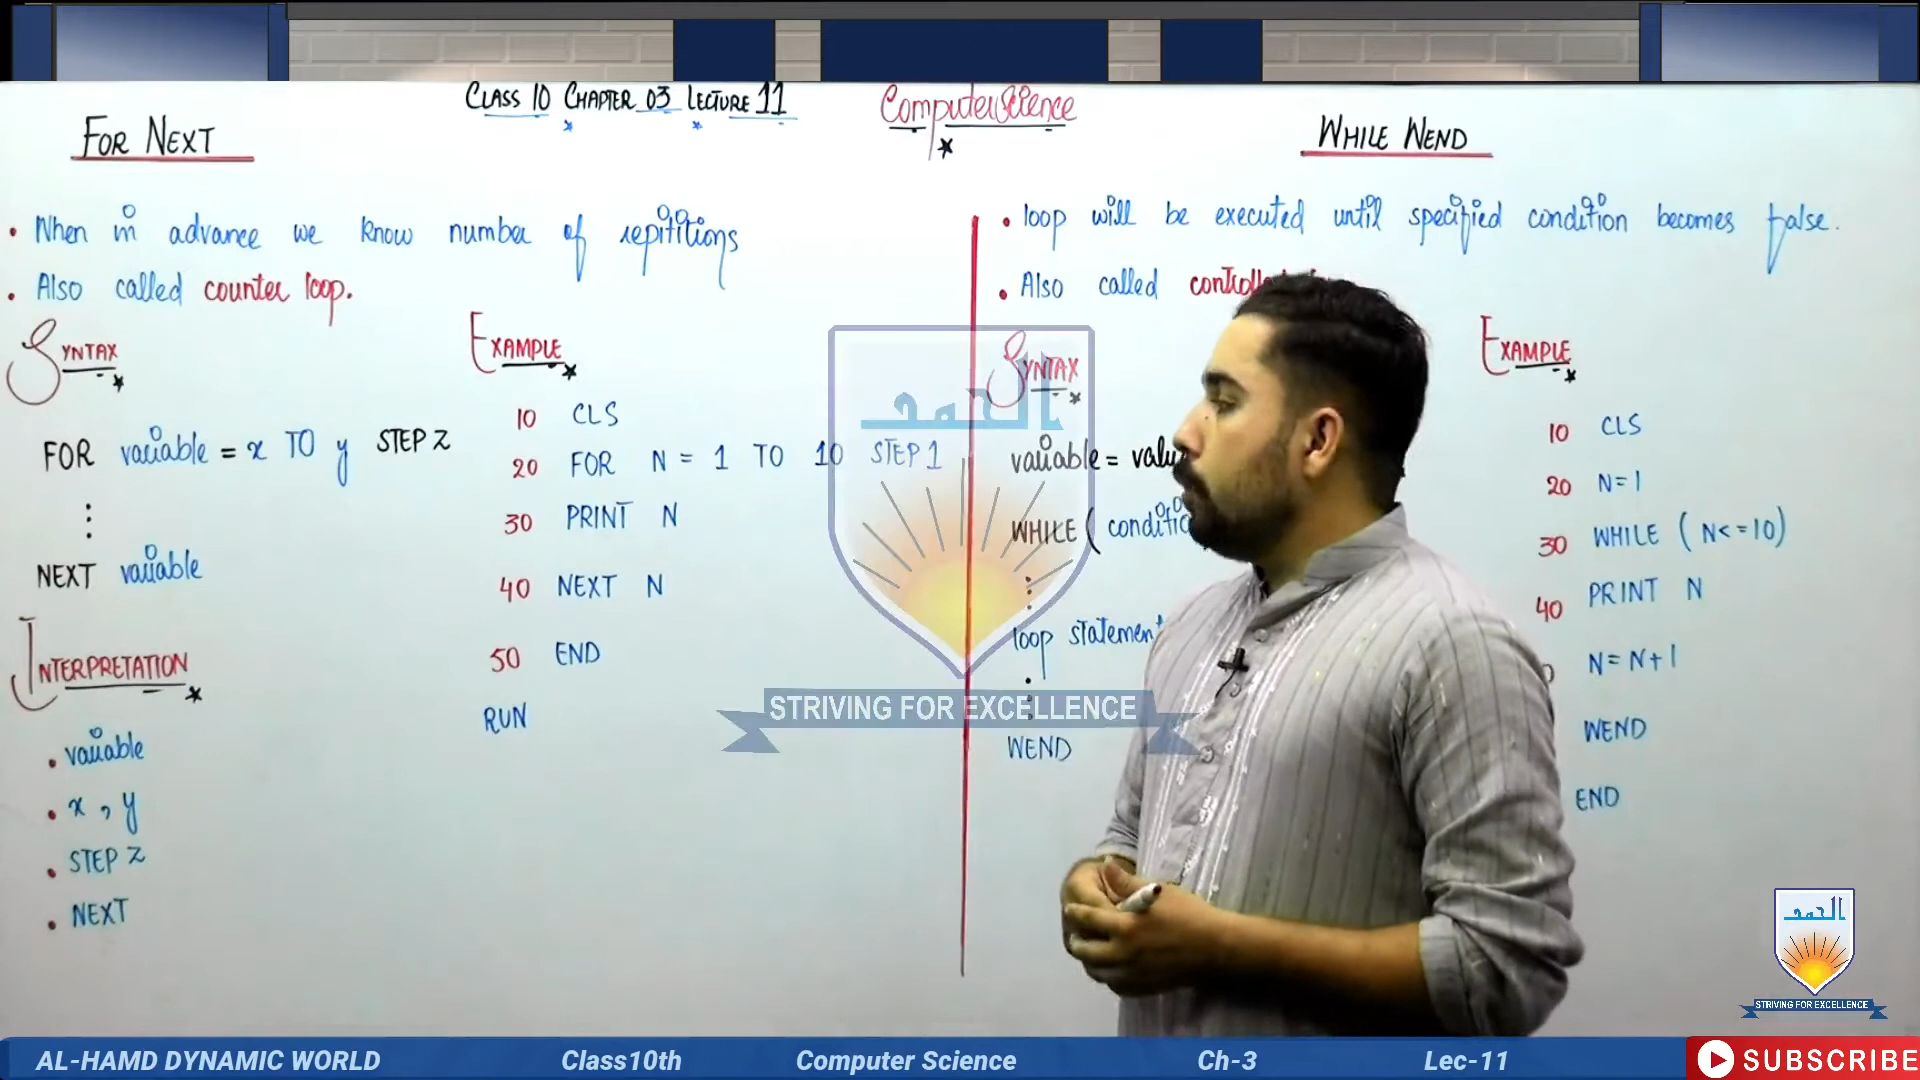 CLASS 10 CHAPTER 03 LECTURE 11
Computer Science
FOR NEXT
• When in advance we know number of repititions
• Also called counter loop.
SYNTAX
FOR variable = x TO y STEP z
NEXT variable
INTERPRETATION
• variable
• x , y
• STEP z
• NEXT
EXAMPLE
10 CLS
20 FOR N = 1 TO 10 STEP 1
30 PRINT N
40 NEXT N
50 END
RUN
WHILE WEND
• loop will be executed until specified condition becomes false.
• Also called
SYNTAX
variable =
WHILE (
loop
WEND
EXAMPLE
10 CLS
20 N=1
30 WHILE ( N<=10)
40 PRINT N
N=N+1
WEND
END
الحمد
STRIVING FOR EXCELLENCE
الحمد
STRIVING FOR EXCELLENCE
AL-HAMD DYNAMIC WORLD Class10th Computer Science Ch-3 Lec-11 SUBSCRIBE